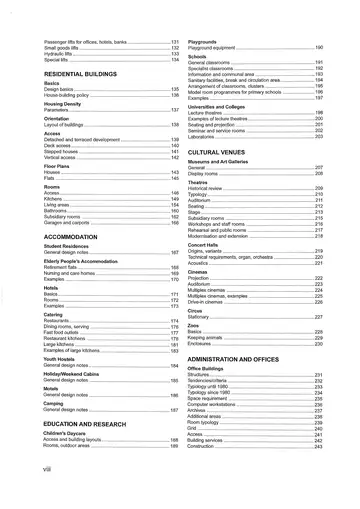 Passenger lifts for offices, hotels, banks 131
Small goods lifts 132
Hydraulic lifts 133
Special lifts 134
RESIDENTIAL BUILDINGS
Basics
Design basics 135
House-building policy 136
Housing Density
Parameters 137
Orientation
Layout of buildings 138
Access
Detached and terraced development 139
Deck access 140
Stepped houses 141
Vertical access 142
Floor Plans
Houses 143
Flats 145
Rooms
Access 146
Kitchens 149
Living areas 154
Bathrooms 160
Subsidiary rooms 162
Garages and carports 166
ACCOMMODATION
Student Residences
General design notes 167
Elderly People's Accommodation
Retirement flats 168
Nursing and care homes 169
Examples 170
Hotels
Basics 171
Rooms 172
Examples 173
Catering
Restaurants 174
Dining rooms, serving 176
Fast food outlets 177
Restaurant kitchens 178
Large kitchens 181
Examples of large kitchens 183
Youth Hostels
General design notes 184
Holiday/Weekend Cabins
General design notes 185
Motels
General design notes 186
Camping
General design notes 187
EDUCATION AND RESEARCH
Children's Daycare
Access and building layouts 188
Rooms, outdoor areas 189
Playgrounds
Playground equipment 190
Schools
General classrooms 191
Specialist classrooms 192
Information and communal area 193
Sanitary facilities, break and circulation area 194
Arrangement of classrooms, clusters 195
Model room programmes for primary schools 196
Examples 197
Universities and Colleges
Lecture theatres 198
Examples of lecture theatres 200
Seating and projection 201
Seminar and service rooms 202
Laboratories 203
CULTURAL VENUES
Museums and Art Galleries
General 207
Display rooms 208
Theatres
Historical review 209
Typology 210
Auditorium 211
Seating 212
Stage 213
Subsidiary rooms 215
Workshops and staff rooms 216
Rehearsal and public rooms 217
Modernisation and extension 218
Concert Halls
Origins, variants 219
Technical requirements, organ, orchestra 220
Acoustics 221
Cinemas
Projection 222
Auditorium 223
Multiplex cinemas 224
Multiplex cinemas, examples 225
Drive-in cinemas 226
Circus
Stationary 227
Zoos
Basics 228
Keeping animals 229
Enclosures 230
ADMINISTRATION AND OFFICES
Office Buildings
Structures 231
Tendencies/criteria 232
Typology until 1980 233
Typology since 1980 234
Space requirement 235
Computer workstations 236
Archives 237
Additional areas 238
Room typology 239
Grid 240
Access 241
Building services 242
Construction 243
viii